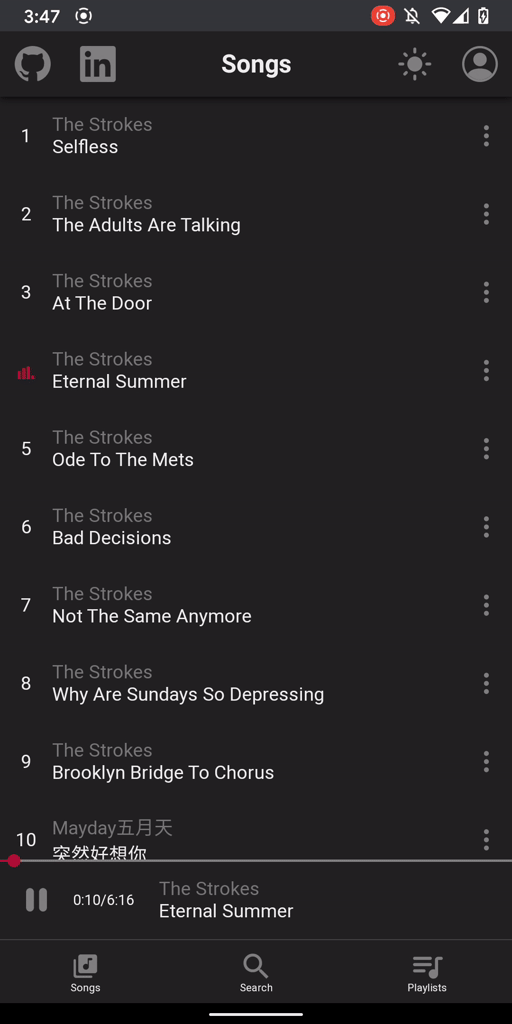 3:47
in
Songs
1
The Strokes
Selfless
2
The Strokes
The Adults Are Talking
3
The Strokes
At The Door
The Strokes
Eternal Summer
5
The Strokes
Ode To The Mets
6
The Strokes
Bad Decisions
7
The Strokes
Not The Same Anymore
8
The Strokes
Why Are Sundays So Depressing
9
The Strokes
Brooklyn Bridge To Chorus
10
Mayday五月天
突然好想你
0:10/6:16
The Strokes
Eternal Summer
Songs
Search
Playlists